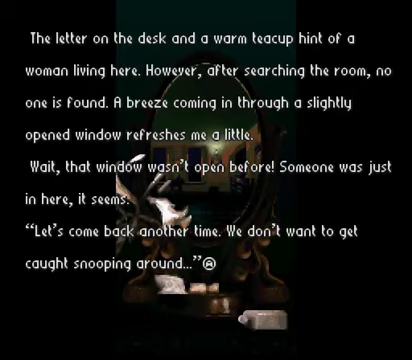 The letter on the desk and a warm teacup hint of a
woman living here. However, after searching the room, no
one is found. A breeze coming in through a slightly
opened window refreshes me a little.
Wait, that window wasn't open before! Someone was just
in here, it seems.
“Let's come back another time. We don't want to get
caught snooping around...”